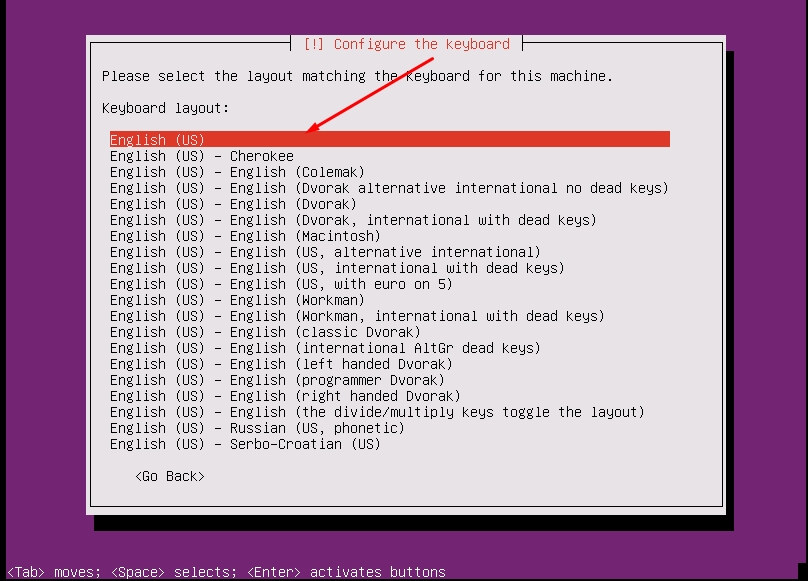 [!] Configure the keyboard
Please select the layout matching the keyboard for this machine.
Keyboard layout:
English (US)
English (US) - Cherokee
English (US) - English (Colemak)
English (US) - English (Dvorak alternative international no dead keys)
English (US) - English (Dvorak)
English (US) - English (Dvorak, international with dead keys)
English (US) - English (Macintosh)
English (US) - English (US, alternative international)
English (US) - English (US, international with dead keys)
English (US) - English (US, with euro on 5)
English (US) - English (Workman)
English (US) - English (Workman, international with dead keys)
English (US) - English (classic Dvorak)
English (US) - English (international AltGr dead keys)
English (US) - English (left handed Dvorak)
English (US) - English (programmer Dvorak)
English (US) - English (right handed Dvorak)
English (US) - English (the divide/multiply keys toggle the layout)
English (US) - Russian (US, phonetic)
English (US) - Serbo-Croatian (US)
<Go Back>
<Tab> moves; <Space> selects; <Enter> activates buttons